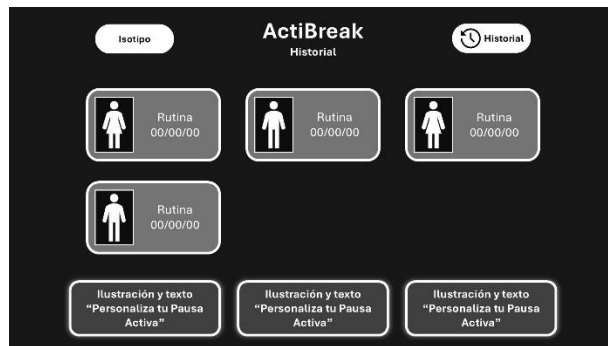 Isotipo
ActiBreak
Historial
Historial
Rutina
00/00/00
Rutina
00/00/00
Rutina
00/00/00
Rutina
00/00/00
Ilustración y texto
“Personaliza tu Pausa
Activa”
Ilustración y texto
“Personaliza tu Pausa
Activa”
Ilustración y texto
“Personaliza tu Pausa
Activa”